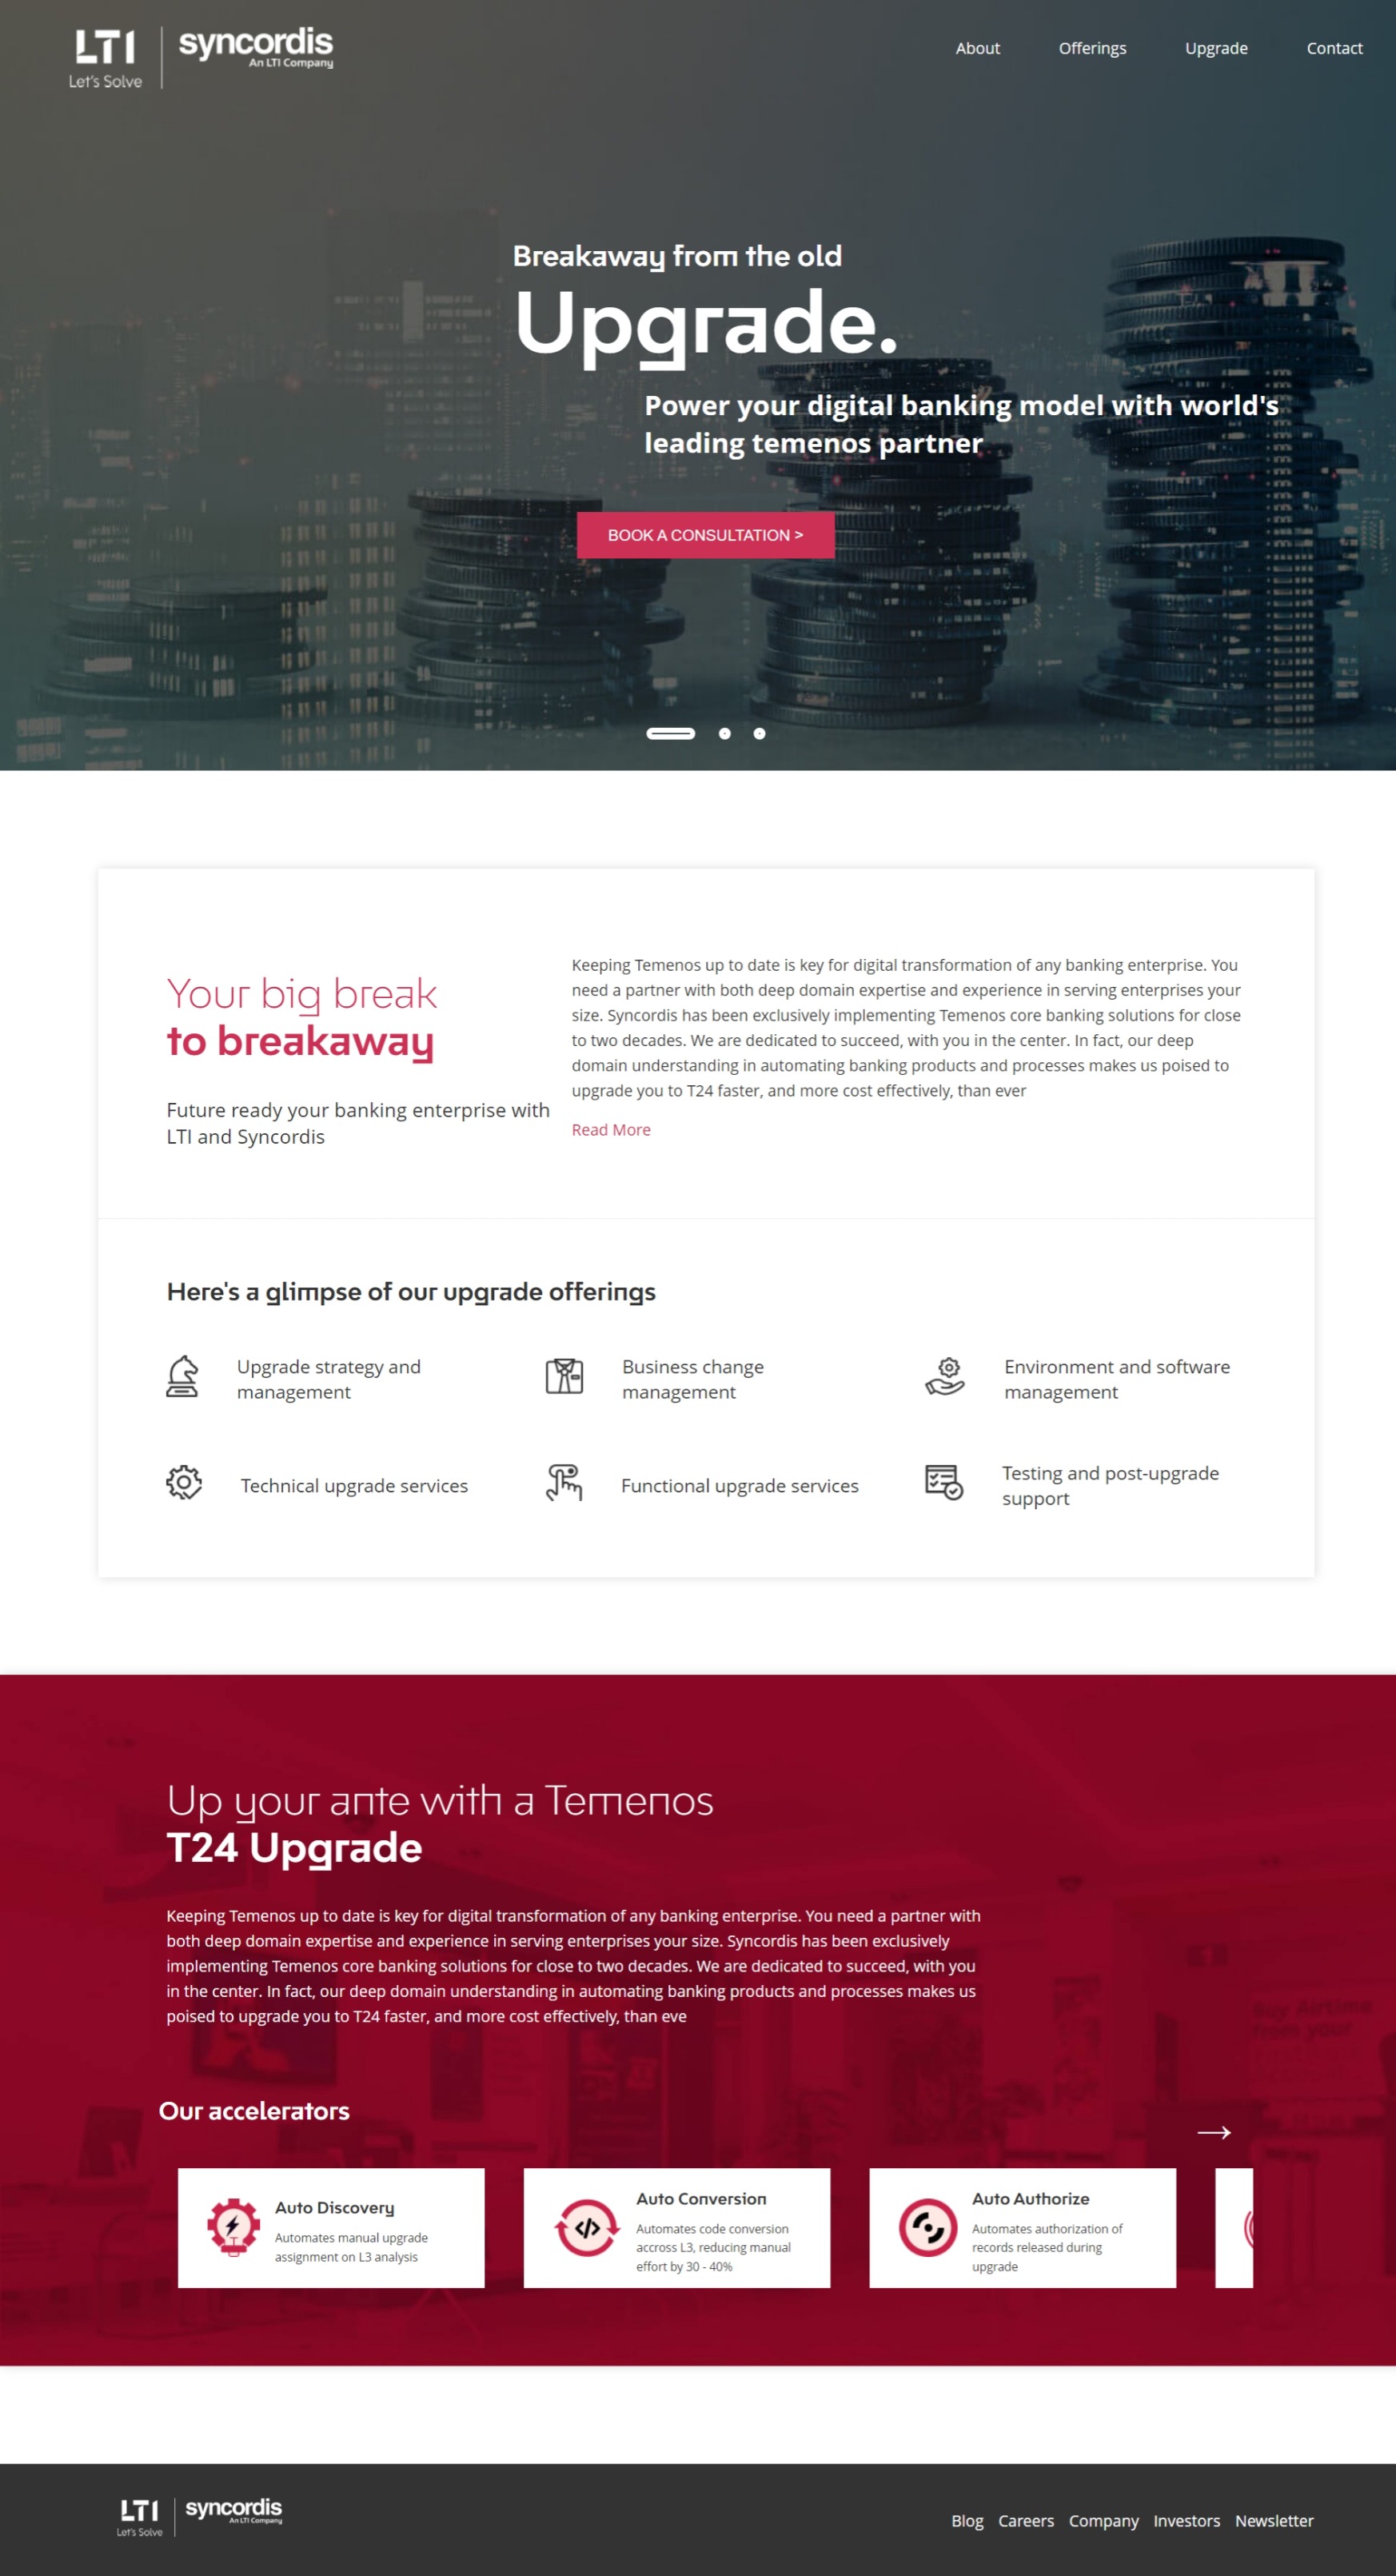 LTI
Let's Solve
syncordis
An LTI Company
About
Offerings
Upgrade
Contact
Breakaway from the old
Upgrade.
Power your digital banking model with world's
leading temenos partner
BOOK A CONSULTATION >
Your big break
to breakaway
Future ready your banking enterprise with
LTI and Syncordis
Keeping Temenos up to date is key for digital transformation of any banking enterprise. You
need a partner with both deep domain expertise and experience in serving enterprises your
size. Syncordis has been exclusively implementing Temenos core banking solutions for close
to two decades. We are dedicated to succeed, with you in the center. In fact, our deep
domain understanding in automating banking products and processes makes us poised to
upgrade you to T24 faster, and more cost effectively, than ever
Read More
Here's a glimpse of our upgrade offerings
Upgrade strategy and
management
Business change
management
Environment and software
management
Technical upgrade services
Functional upgrade services
Testing and post-upgrade
support
Up your ante with a Temenos
T24 Upgrade
Keeping Temenos up to date is key for digital transformation of any banking enterprise. You need a partner with
both deep domain expertise and experience in serving enterprises your size. Syncordis has been exclusively
implementing Temenos core banking solutions for close to two decades. We are dedicated to succeed, with you
in the center. In fact, our deep domain understanding in automating banking products and processes makes us
poised to upgrade you to T24 faster, and more cost effectively, than eve
Buy Airtime
from your
Our accelerators
Auto Discovery
Automates manual upgrade
assignment on L3 analysis
Auto Conversion
Automates code conversion
accross L3, reducing manual
effort by 30 - 40%
Auto Authorize
Automates authorization of
records released during
upgrade
LTI
Let's Solve
syncordis
An LTI Company
Blog
Careers
Company
Investors
Newsletter